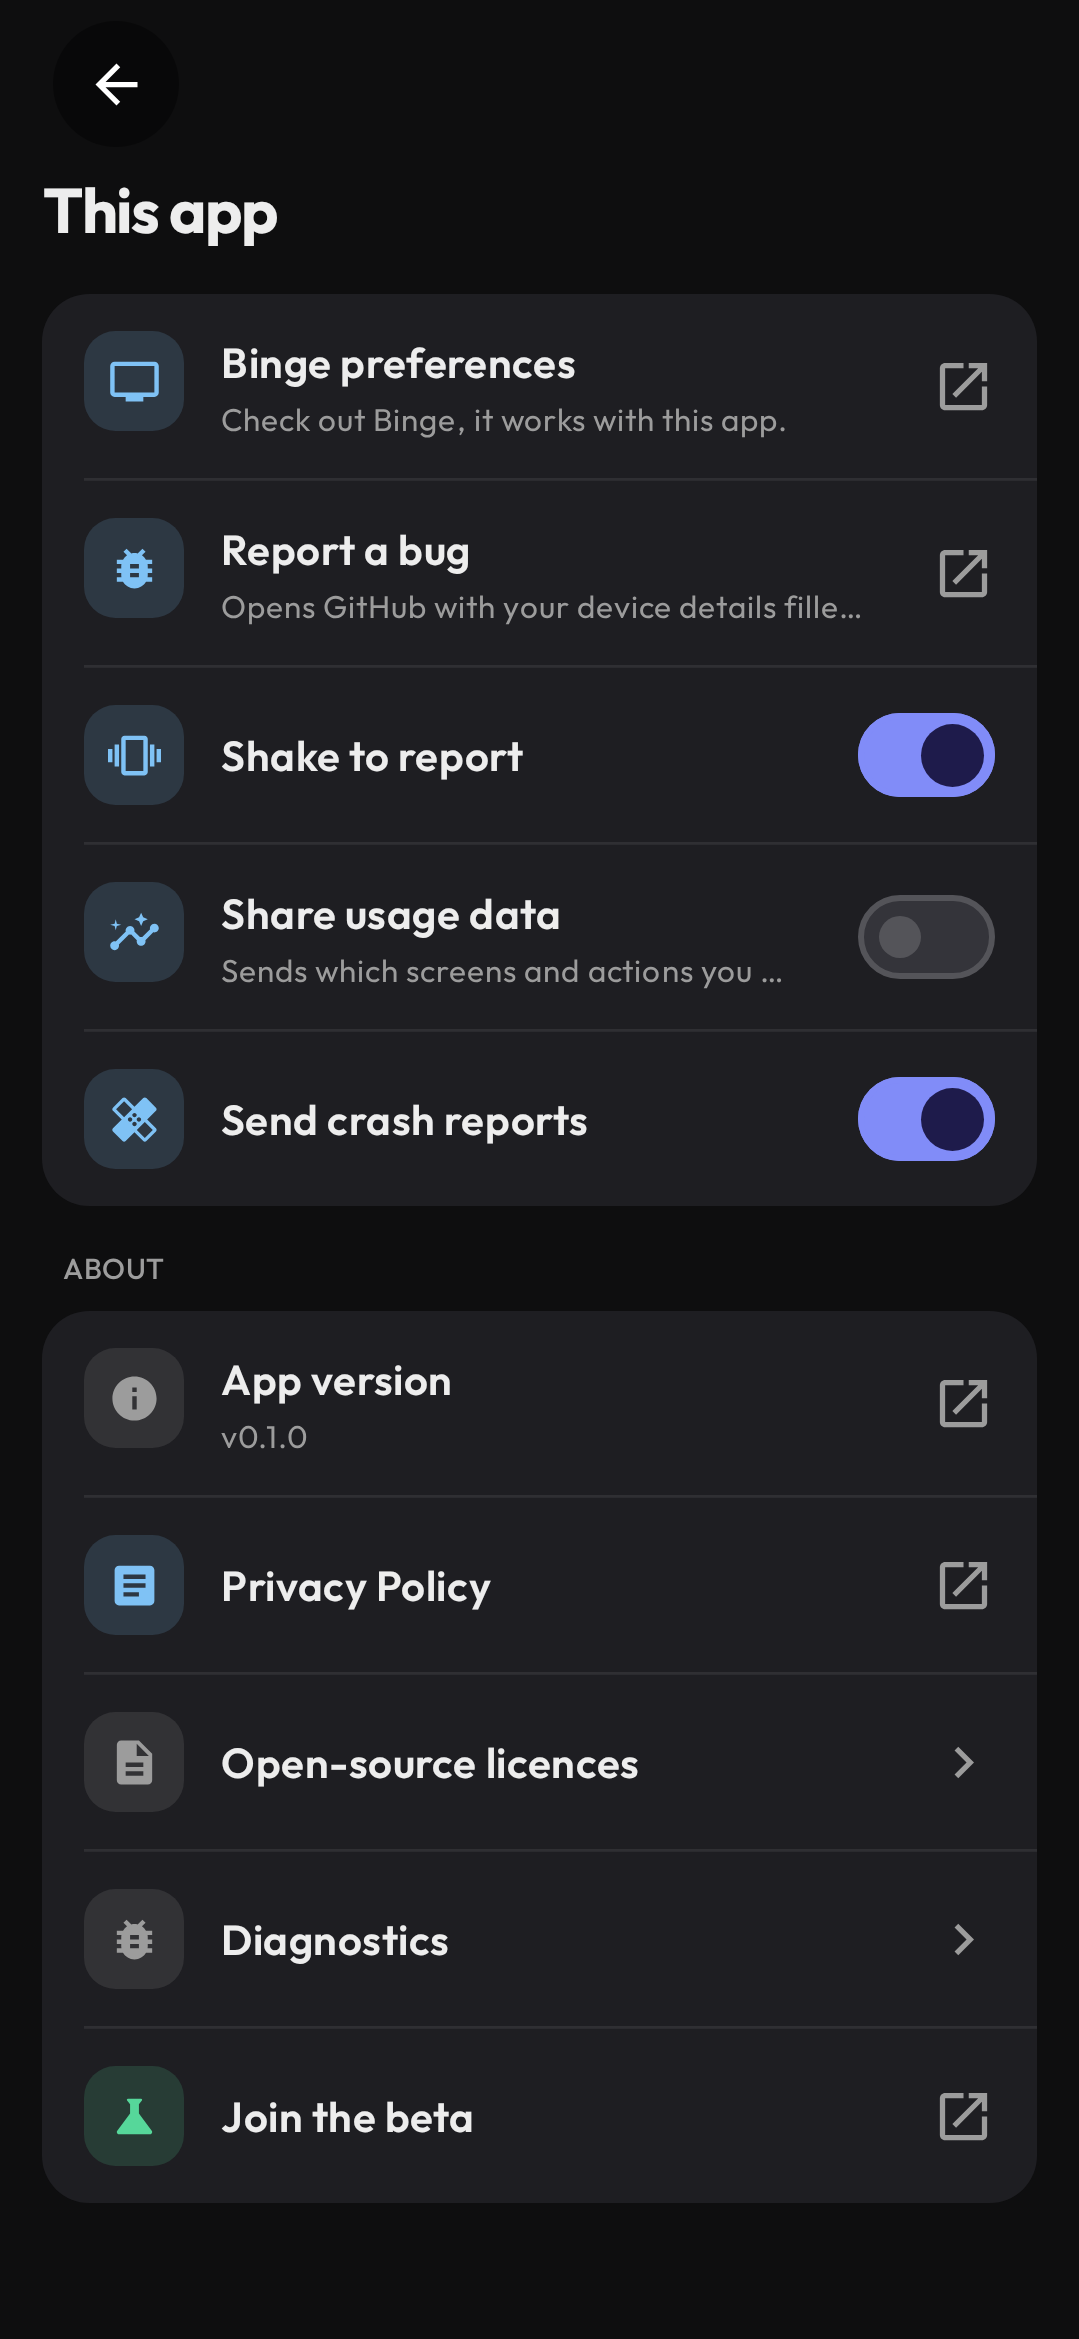 This app
Binge preferences
Check out Binge, it works with this app.
Report a bug
Opens GitHub with your device details fille...
Shake to report
Share usage data
Sends which screens and actions you ...
Send crash reports
ABOUT
App version
v0.1.0
Privacy Policy
Open-source licences
Diagnostics
Join the beta